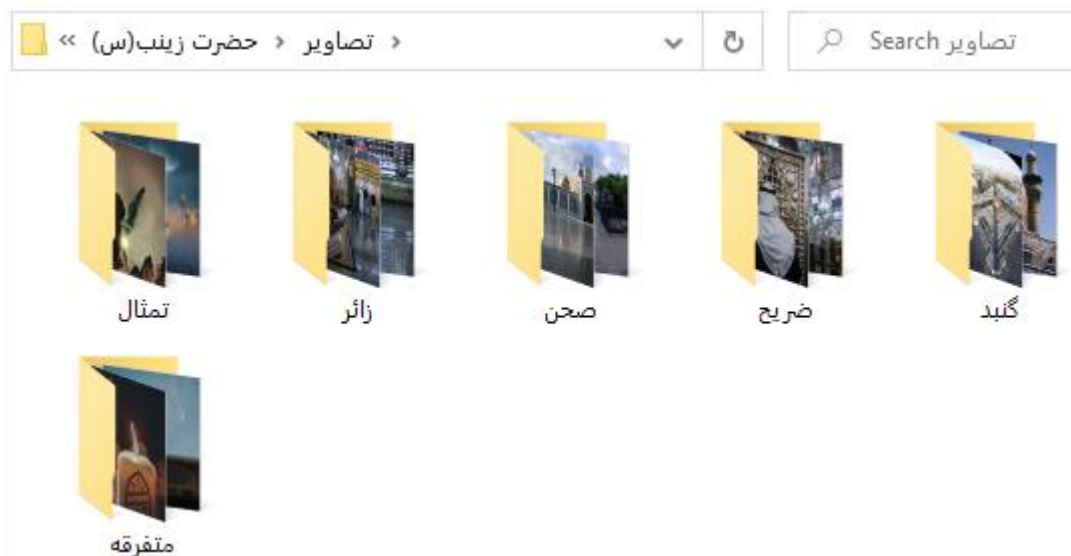 « حضرت زینب(س) › تصاویر ›
Search تصاویر
تمثال
زائر
صحن
ضریح
گنبد
متفرقه